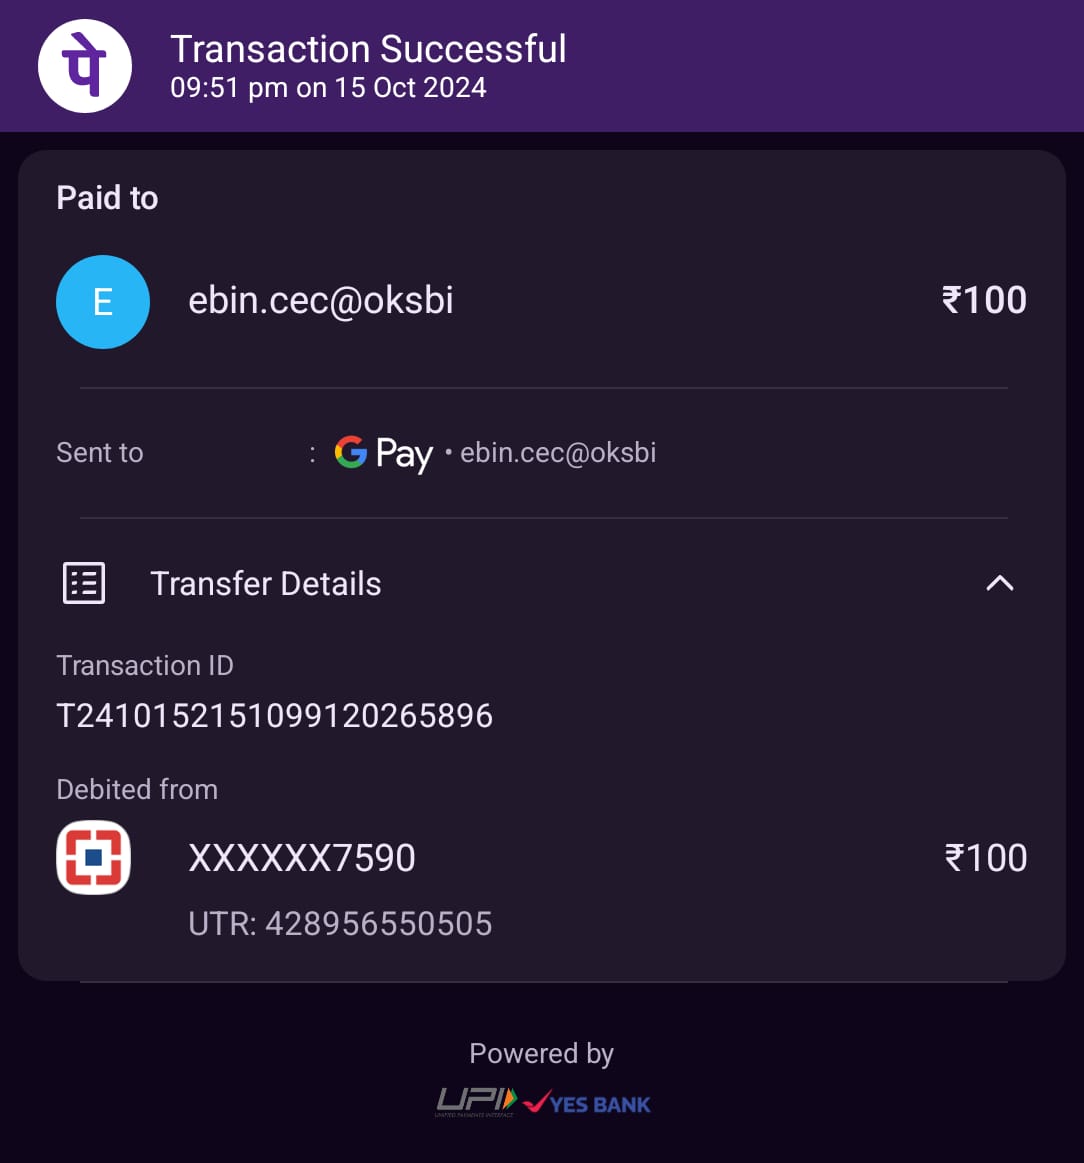 पे
Transaction Successful
09:51 pm on 15 Oct 2024
Paid to
E
ebin.cec@oksbi
₹100
Sent to : G Pay • ebin.cec@oksbi
Transfer Details
Transaction ID
T2410152151099120265896
Debited from
XXXXXX7590
₹100
UTR: 428956550505
Powered by
UPI YES BANK
UNIFIED PAYMENTS INTERFACE